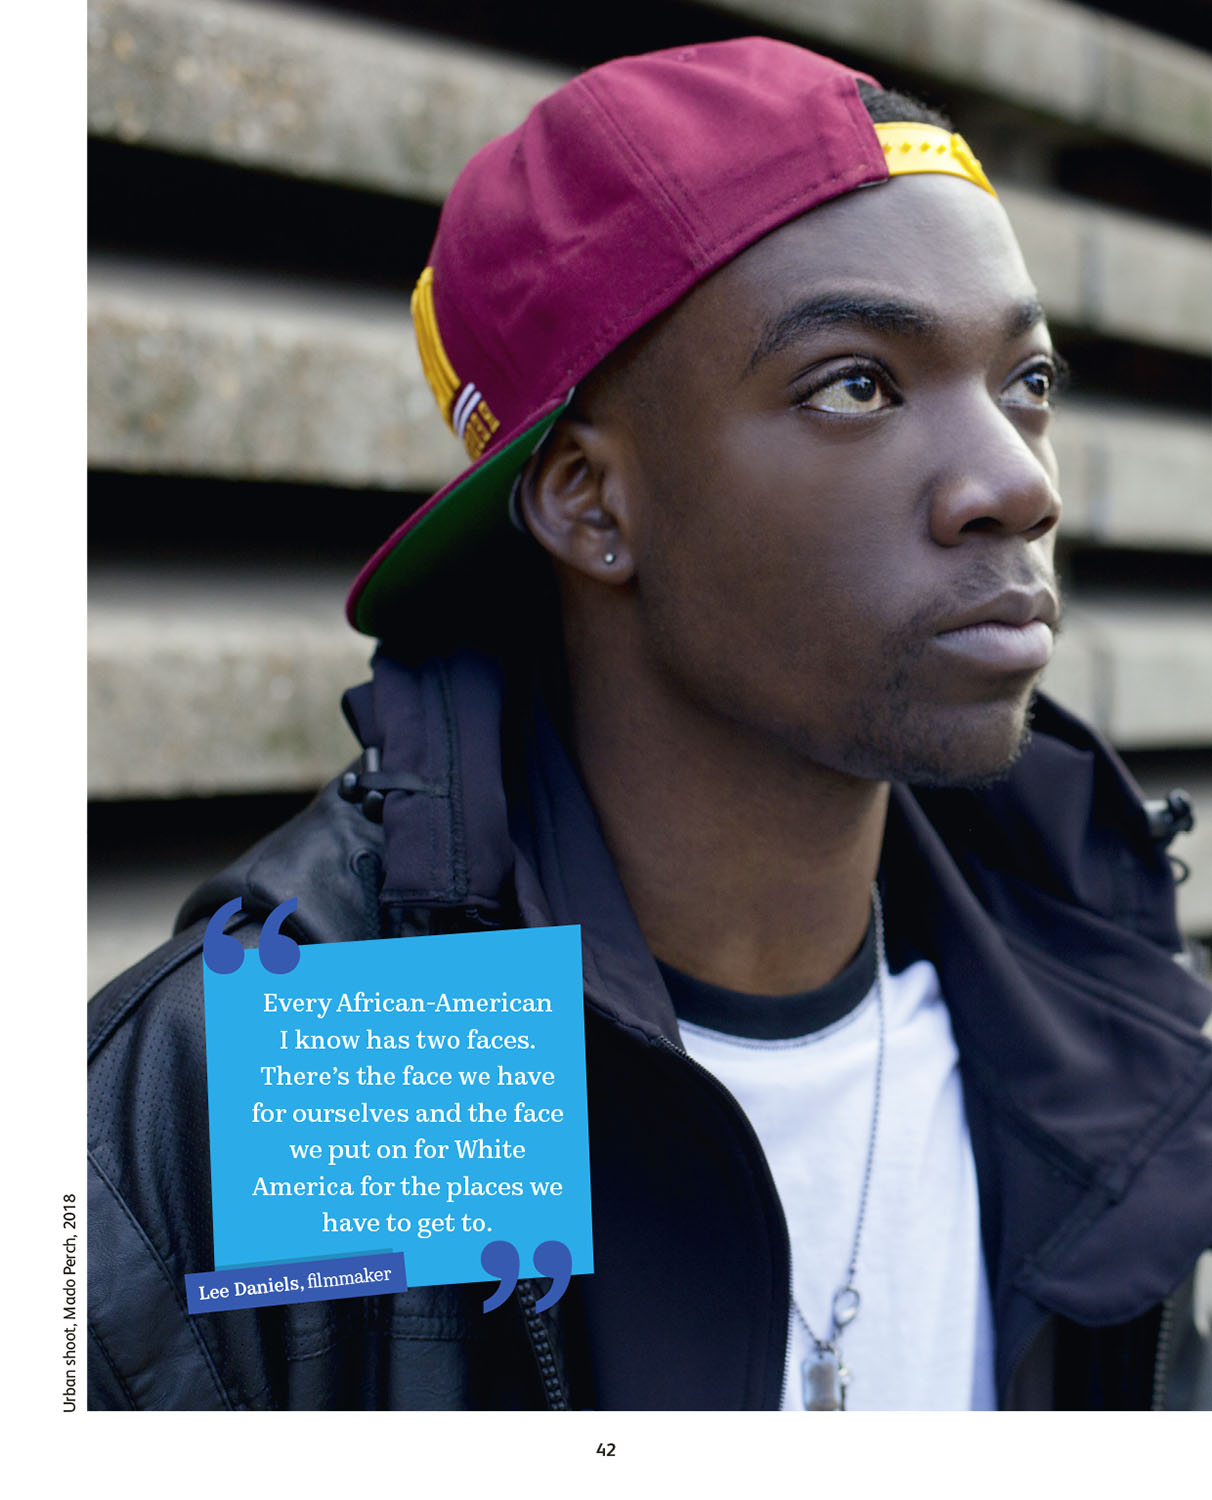 “
Every African-American
I know has two faces.
There’s the face we have
for ourselves and the face
we put on for White
America for the places we
have to get to.
”
Lee Daniels, filmmaker
Urban shoot, Mado Perch, 2018
42